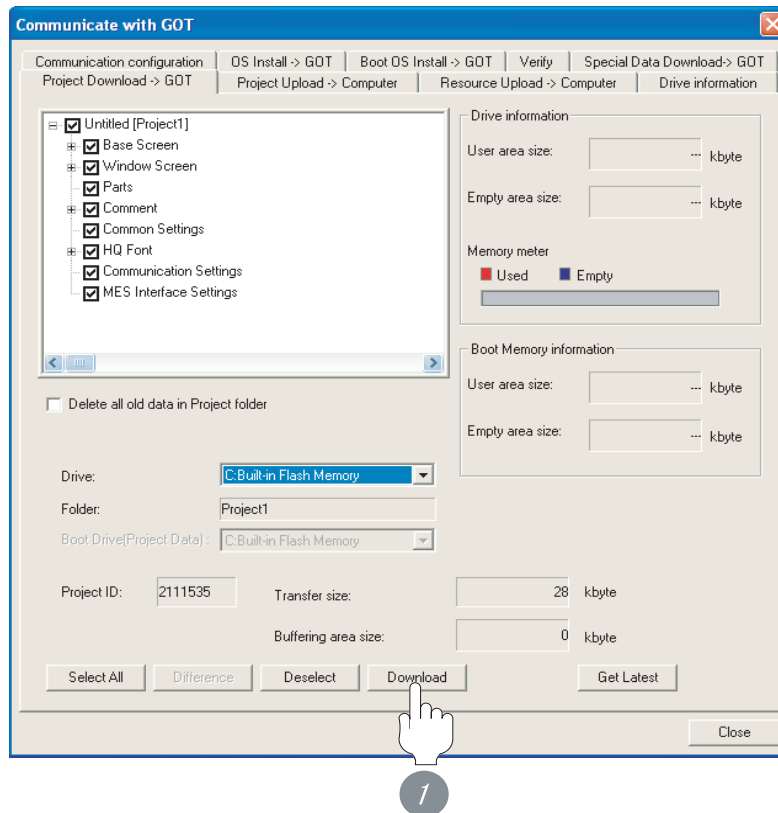 Communicate with GOT
Communication configuration OS Install -> GOT Boot OS Install -> GOT Verify Special Data Download-> GOT
Project Download -> GOT Project Upload -> Computer Resource Upload -> Computer Drive information
Untitled [Project1]
Base Screen
Window Screen
Parts
Comment
Common Settings
HQ Font
Communication Settings
MES Interface Settings
Delete all old data in Project folder
Drive information
User area size: --- kbyte
Empty area size: --- kbyte
Memory meter
Used Empty
Boot Memory information
User area size: --- kbyte
Empty area size: --- kbyte
Drive: C:Built-in Flash Memory
Folder: Project1
Boot Drive(Project Data) : C:Built-in Flash Memory
Project ID: 2111535 Transfer size: 28 kbyte
Buffering area size: 0 kbyte
Select All Difference Deselect Download Get Latest
Close
1